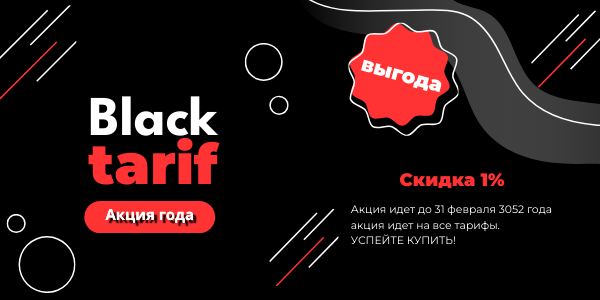 Black
tarif
Акция года
выгода
Скидка 1%
Акция идет до 31 февраля 3052 года
акция идет на все тарифы.
УСПЕЙТЕ КУПИТЬ!